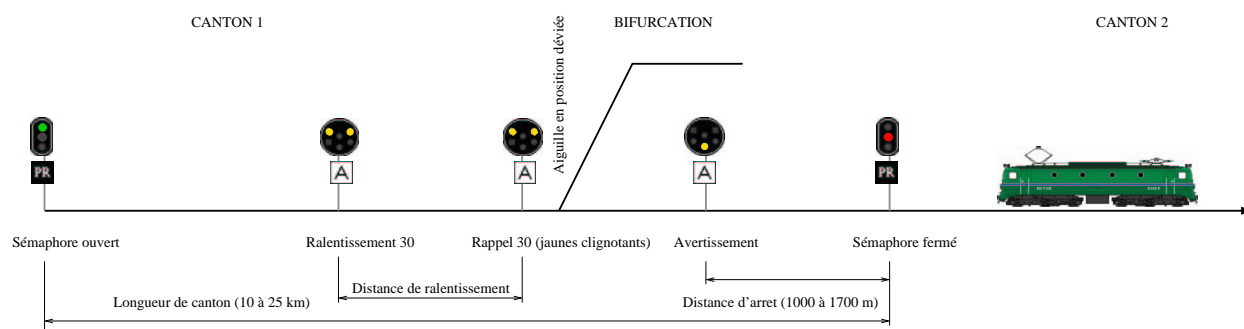 CANTON 1
BIFURCATION
CANTON 2
Aiguille en position déviée
PR
A
A
A
PR
Sémaphore ouvert
Ralentissement 30
Rappel 30 (jaunes clignotants)
Avertissement
Sémaphore fermé
Distance de ralentissement
Longueur de canton (10 à 25 km)
Distance d'arret (1000 à 1700 m)